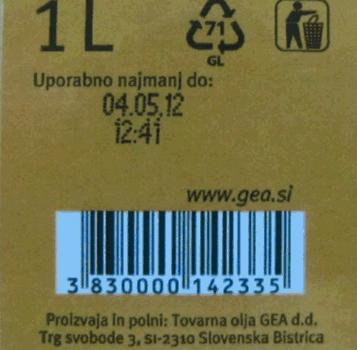 1L
71
GL
Uporabno najmanj do:
04.05.12
12:41
www.gea.si
3 830000 142335
Proizvaja in polni: Tovarna olja GEA d.d.
Trg svobode 3, SI-2310 Slovenska Bistrica